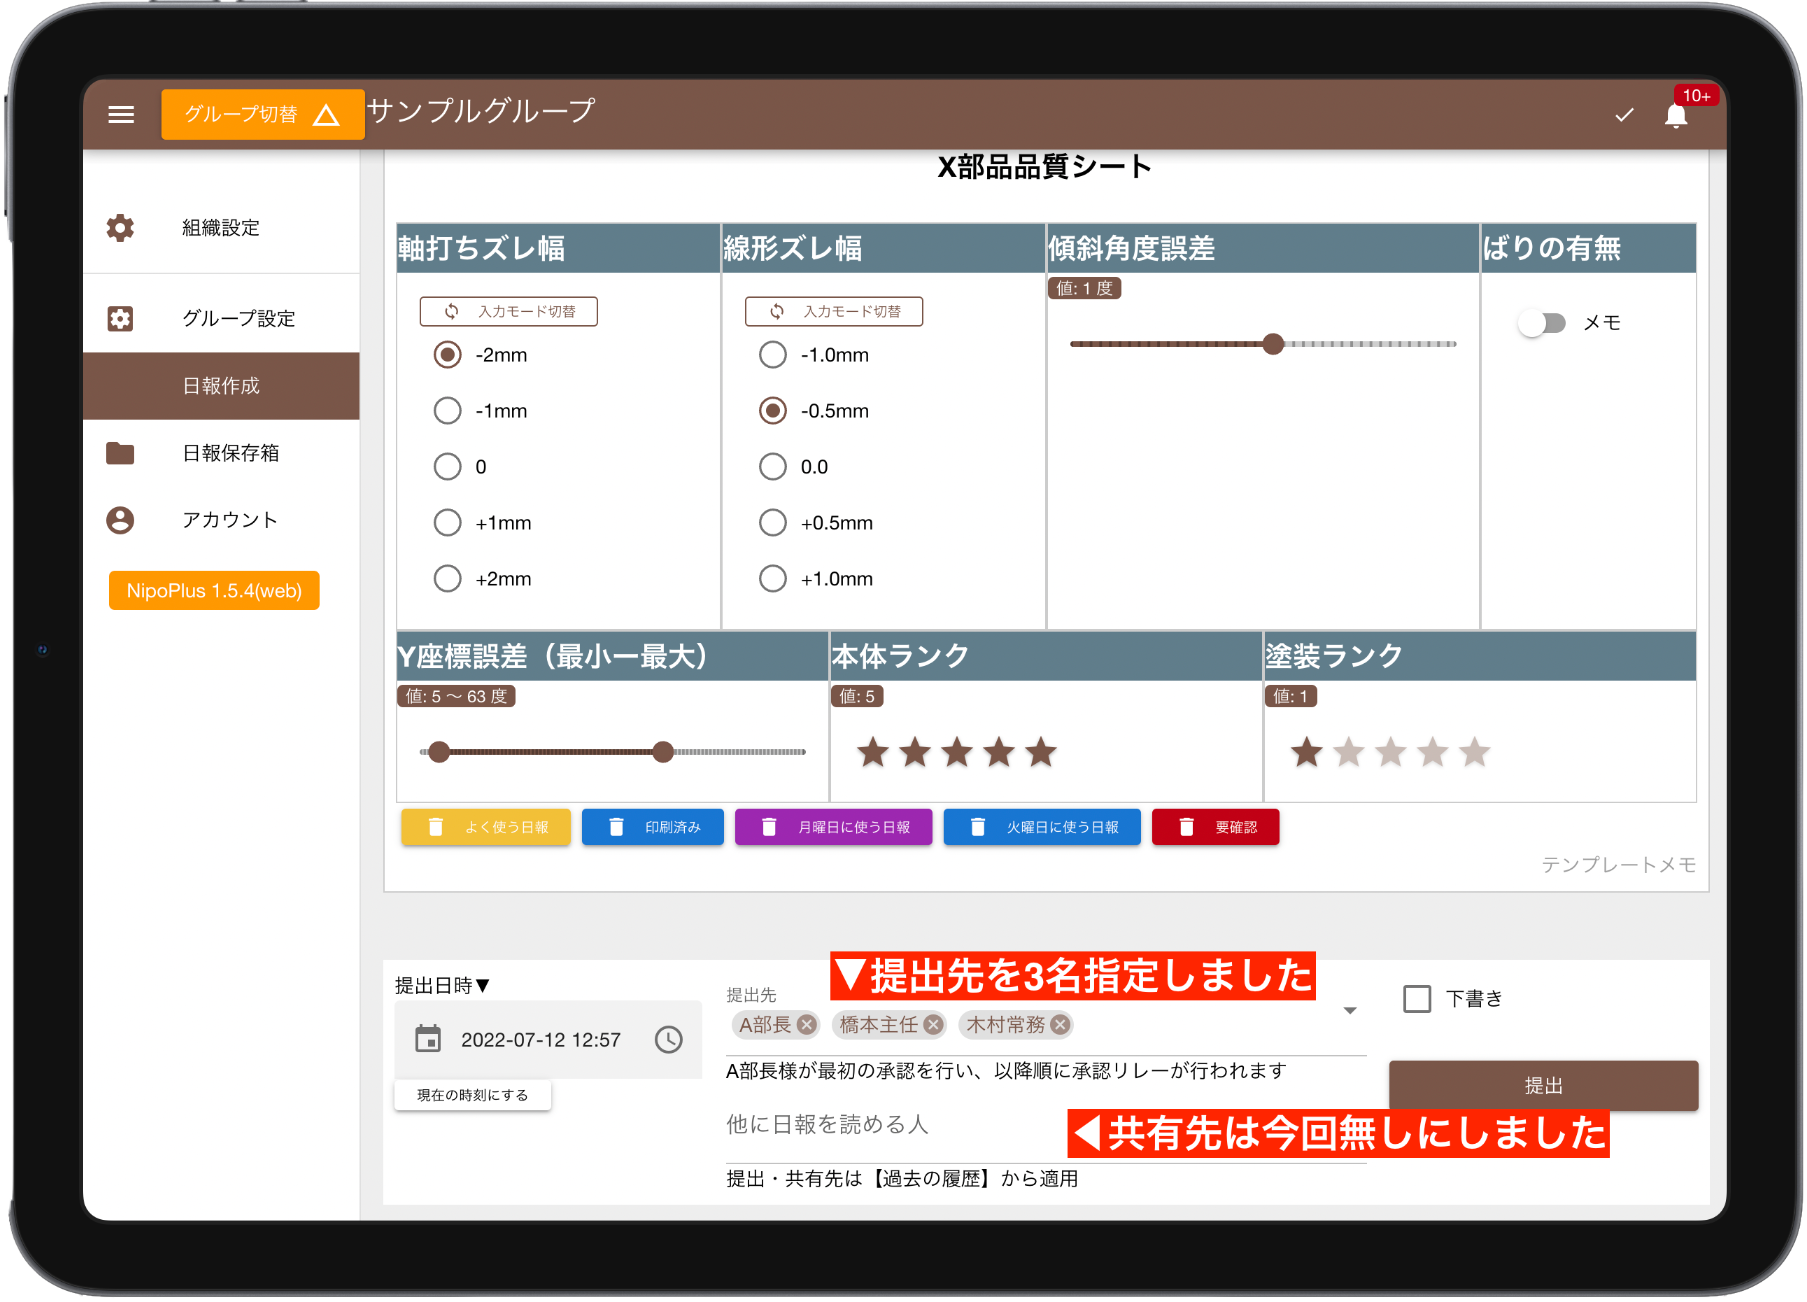 グループ切替
サンプルグループ
10+
組織設定
グループ設定
日報作成
日報保存箱
アカウント
NipoPlus 1.5.4(web)
X部品品質シート
軸打ちズレ幅
線形ズレ幅
傾斜角度誤差
ばりの有無
入力モード切替
-2mm
-1mm
0
+1mm
+2mm
入力モード切替
-1.0mm
-0.5mm
0.0
+0.5mm
+1.0mm
値: 1 度
メモ
Y座標誤差（最小ー最大）
本体ランク
塗装ランク
値: 5 〜 63 度
値: 5
値: 1
よく使う日報
印刷済み
月曜日に使う日報
火曜日に使う日報
要確認
テンプレートメモ
提出日時▼
2022-07-12 12:57
現在の時刻にする
▼提出先を3名指定しました
提出先
A部長
橋本主任
木村常務
A部長様が最初の承認を行い、以降順に承認リレーが行われます
他に日報を読める人
◀共有先は今回無しにしました
提出・共有先は【過去の履歴】から適用
下書き
提出